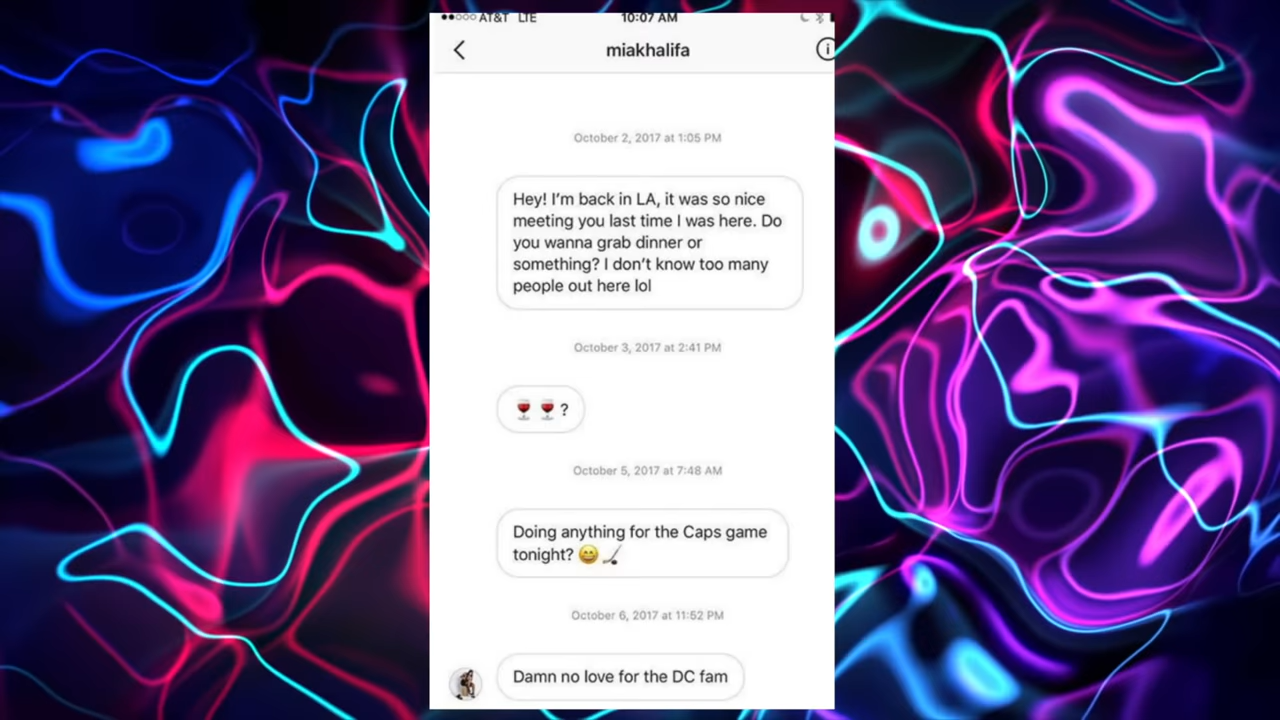 AT&T LTE 10:07 AM
miakhalifa
October 2, 2017 at 1:05 PM
Hey! I'm back in LA, it was so nice
meeting you last time I was here. Do
you wanna grab dinner or
something? I don't know too many
people out here lol
October 3, 2017 at 2:41 PM
🍷🍷?
October 5, 2017 at 7:48 AM
Doing anything for the Caps game
tonight? 😁🏒
October 6, 2017 at 11:52 PM
Damn no love for the DC fam